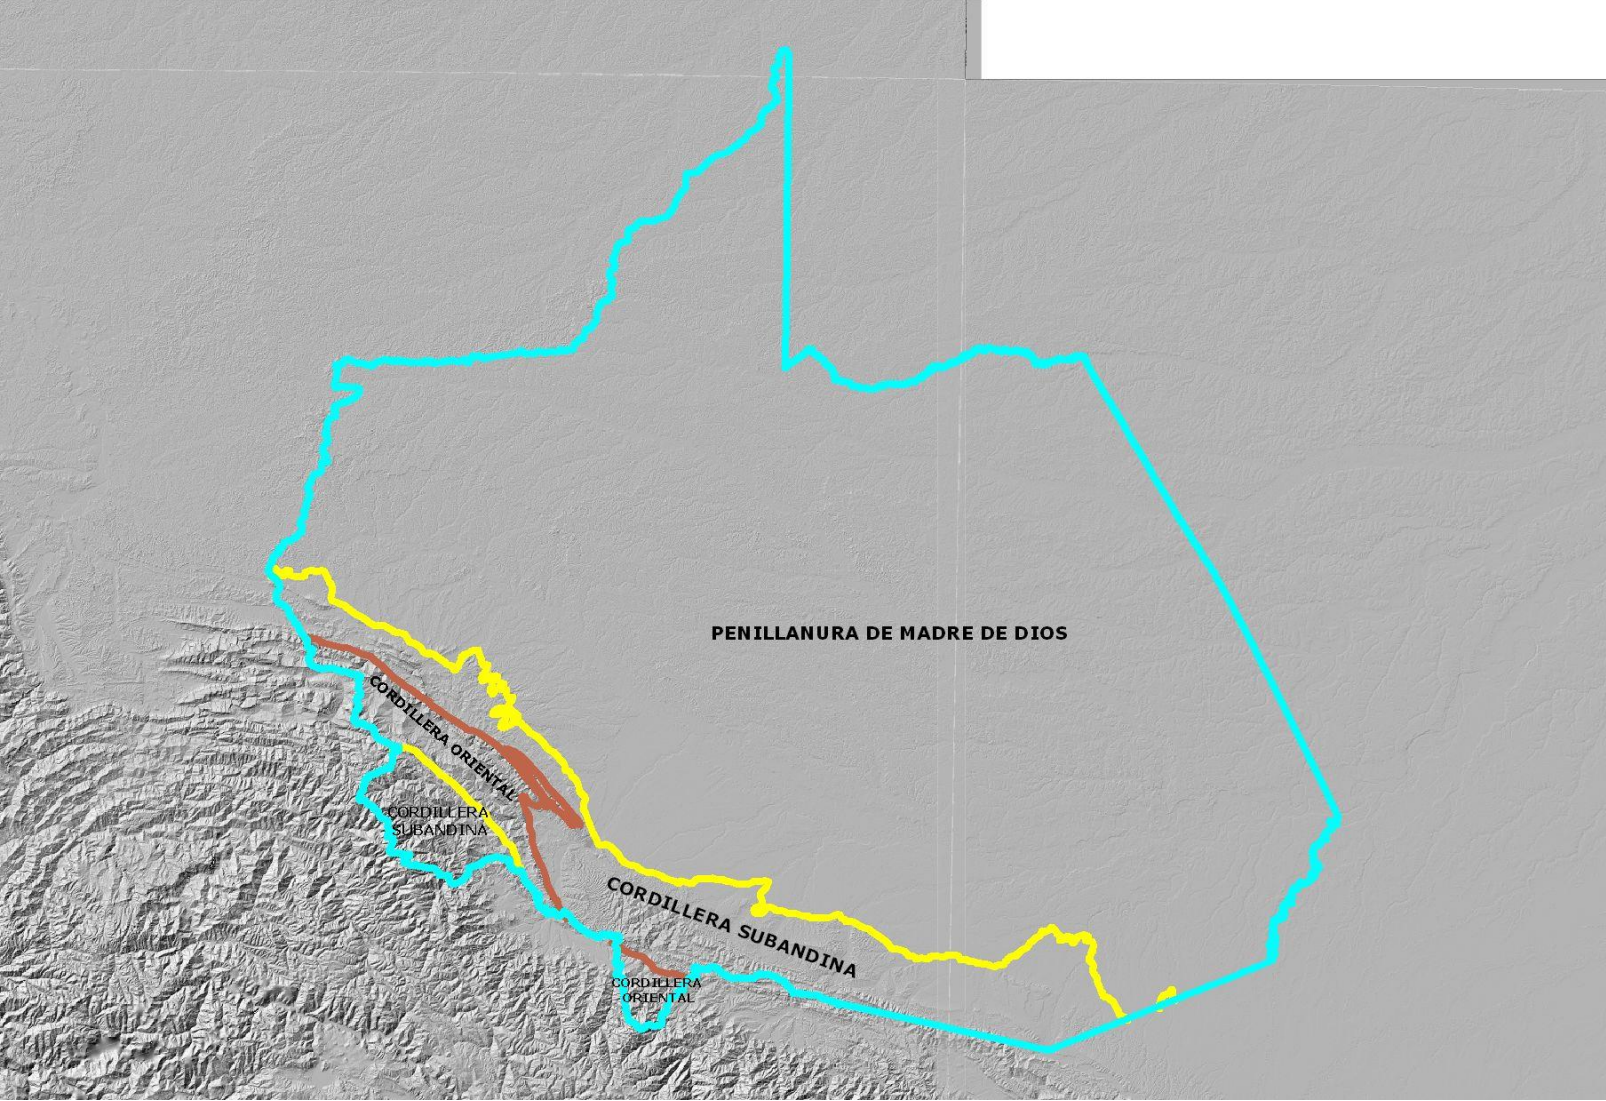 PENILLANURA DE MADRE DE DIOS
CORDILLERA ORIENTAL
CORDILLERA
SUBANDINA
CORDILLERA SUBANDINA
CORDILLERA
ORIENTAL